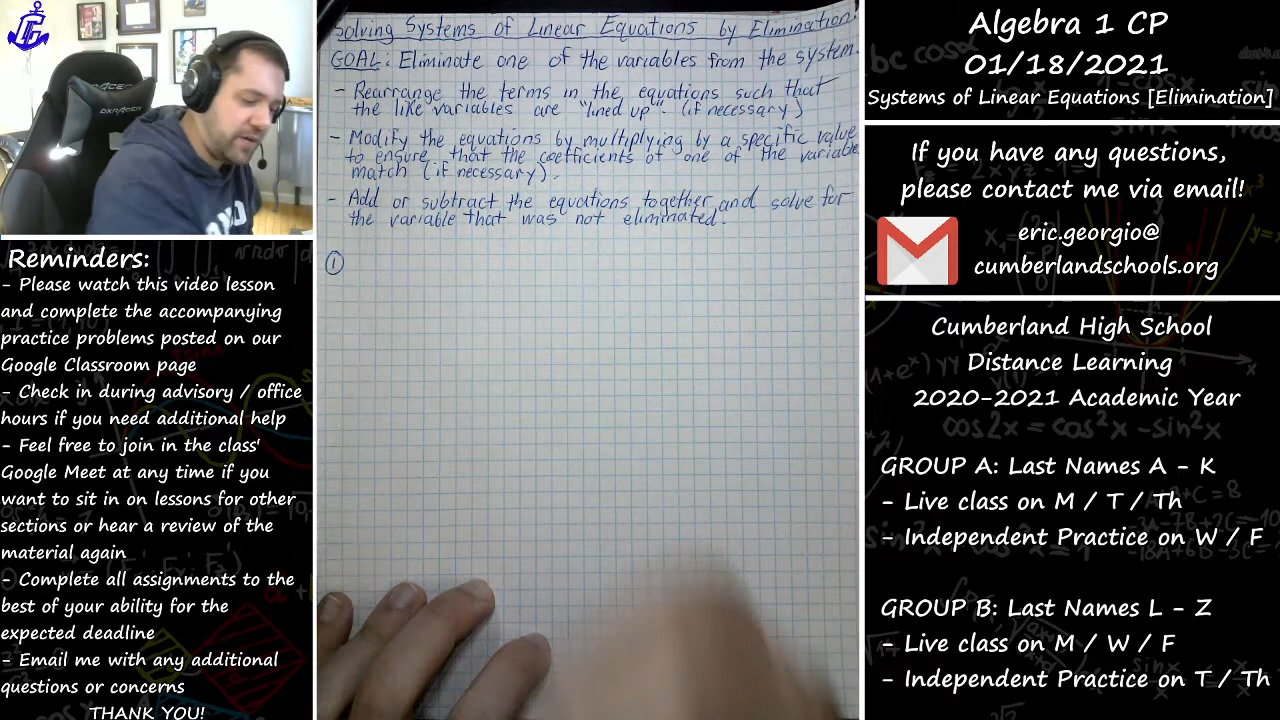 Solving Systems of Linear Equations by Elimination:
GOAL: Eliminate one of the variables from the system.
- Rearrange the terms in the equations such that
the like variables are "lined up". (if necessary)
- Modify the equations by multiplying by a specific value
to ensure that the coefficients of one of the variables
match (if necessary).
- Add or subtract the equations together, and solve for
the variable that was not eliminated.
①
Reminders:
- Please watch this video lesson
and complete the accompanying
practice problems posted on our
Google Classroom page
- Check in during advisory / office
hours if you need additional help
- Feel free to join in the class'
Google Meet at any time if you
want to sit in on lessons for other
sections or hear a review of the
material again
- Complete all assignments to the
best of your ability for the
expected deadline
- Email me with any additional
questions or concerns
THANK YOU!
Algebra 1 CP
01/18/2021
Systems of Linear Equations [Elimination]
If you have any questions,
please contact me via email!
eric.georgio@
cumberlandschools.org
Cumberland High School
Distance Learning
2020-2021 Academic Year
cos2x = cos²x - sin²x
GROUP A: Last Names A - K
- Live class on M / T / Th
- Independent Practice on W / F
GROUP B: Last Names L - Z
- Live class on M / W / F
- Independent Practice on T / Th